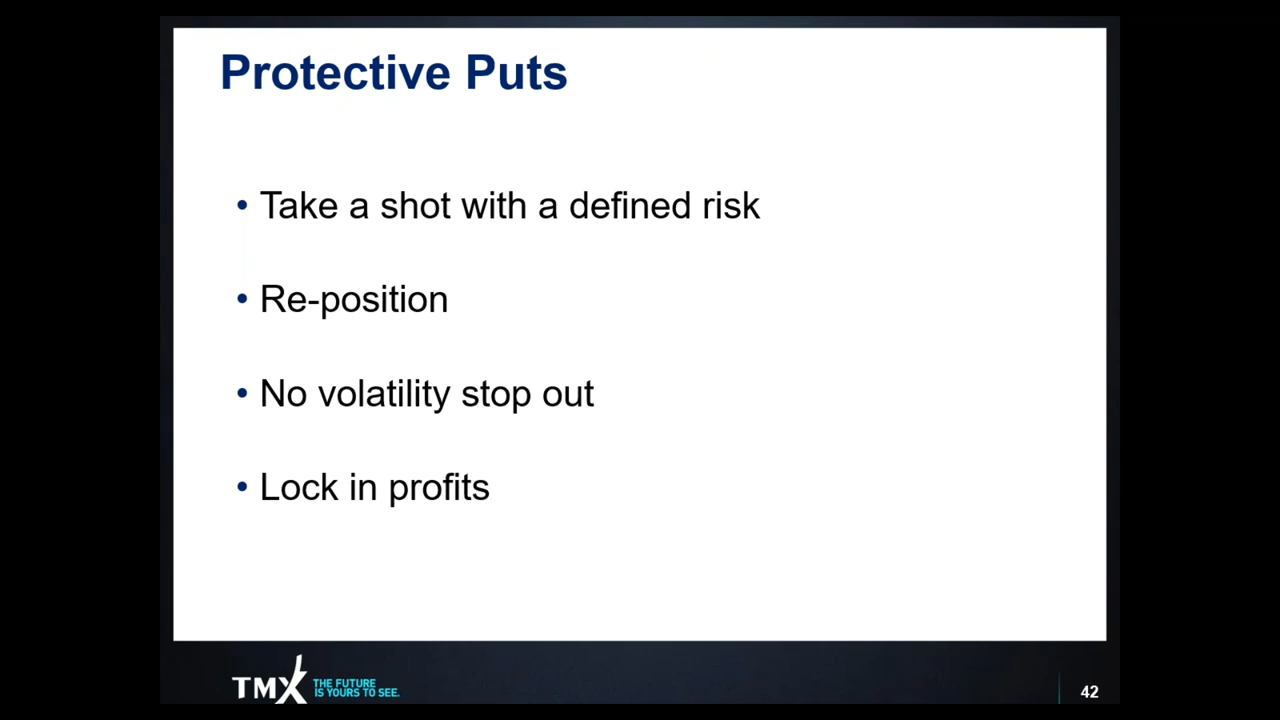 Protective Puts
• Take a shot with a defined risk
• Re-position
• No volatility stop out
• Lock in profits
TMX THE FUTURE
IS YOURS TO SEE.
42